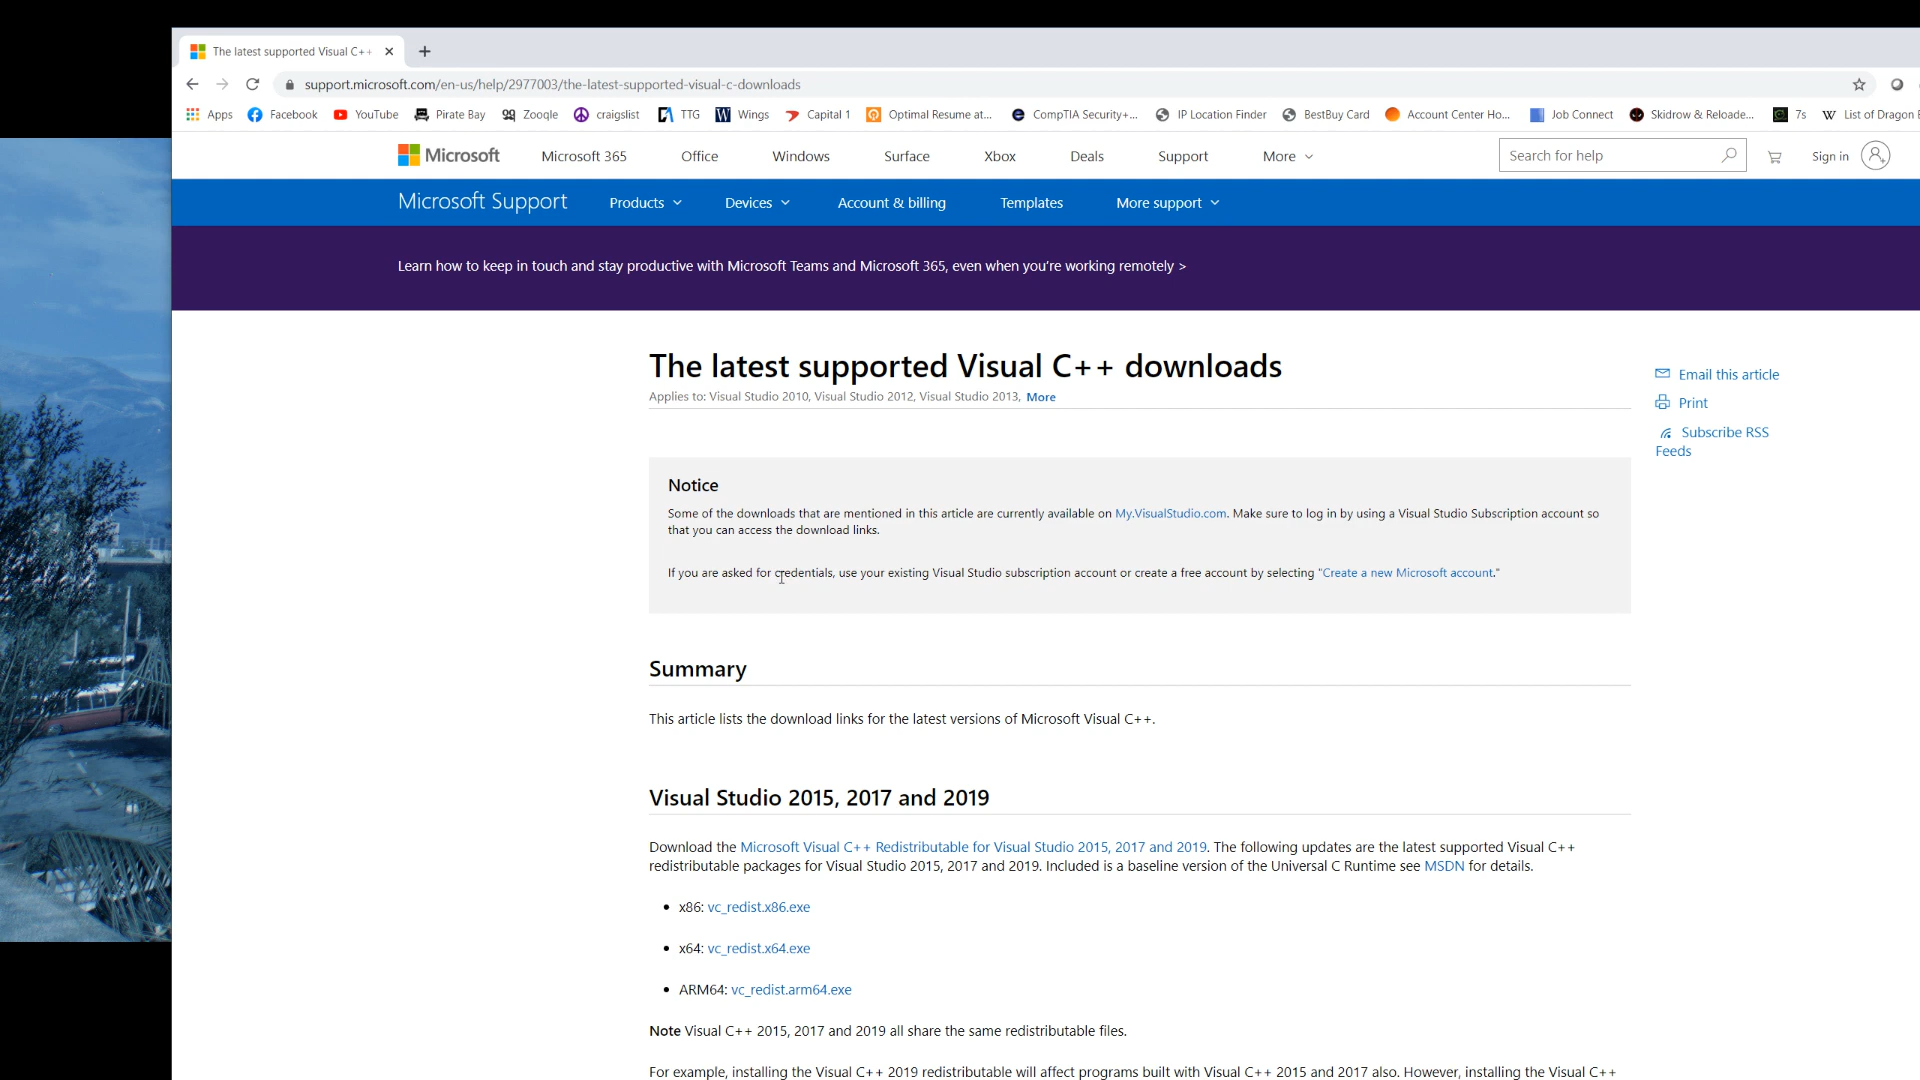 The latest supported Visual C++
support.microsoft.com/en-us/help/2977003/the-latest-supported-visual-c-downloads
Apps Facebook YouTube Pirate Bay Zooqle craigslist TTG Wings Capital 1 Optimal Resume at... CompTIA Security+... IP Location Finder BestBuy Card Account Center Ho... Job Connect Skidrow & Reloade... 7s List of Dragon
Microsoft Microsoft 365 Office Windows Surface Xbox Deals Support More Search for help Sign in
Microsoft Support Products Devices Account & billing Templates More support
Learn how to keep in touch and stay productive with Microsoft Teams and Microsoft 365, even when you're working remotely >
The latest supported Visual C++ downloads
Applies to: Visual Studio 2010, Visual Studio 2012, Visual Studio 2013, More
Email this article
Print
Subscribe RSS
Feeds
Notice
Some of the downloads that are mentioned in this article are currently available on My.VisualStudio.com. Make sure to log in by using a Visual Studio Subscription account so
that you can access the download links.
If you are asked for credentials, use your existing Visual Studio subscription account or create a free account by selecting "Create a new Microsoft account."
Summary
This article lists the download links for the latest versions of Microsoft Visual C++.
Visual Studio 2015, 2017 and 2019
Download the Microsoft Visual C++ Redistributable for Visual Studio 2015, 2017 and 2019. The following updates are the latest supported Visual C++
redistributable packages for Visual Studio 2015, 2017 and 2019. Included is a baseline version of the Universal C Runtime see MSDN for details.
• x86: vc_redist.x86.exe
• x64: vc_redist.x64.exe
• ARM64: vc_redist.arm64.exe
Note Visual C++ 2015, 2017 and 2019 all share the same redistributable files.
For example, installing the Visual C++ 2019 redistributable will affect programs built with Visual C++ 2015 and 2017 also. However, installing the Visual C++